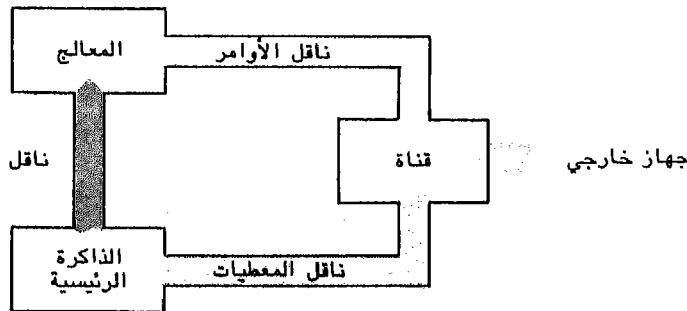 المعالج
ناقل الأوامر
ناقل
قناة
جهاز خارجي
الذاكرة
الرئيسية
ناقل المعطيات